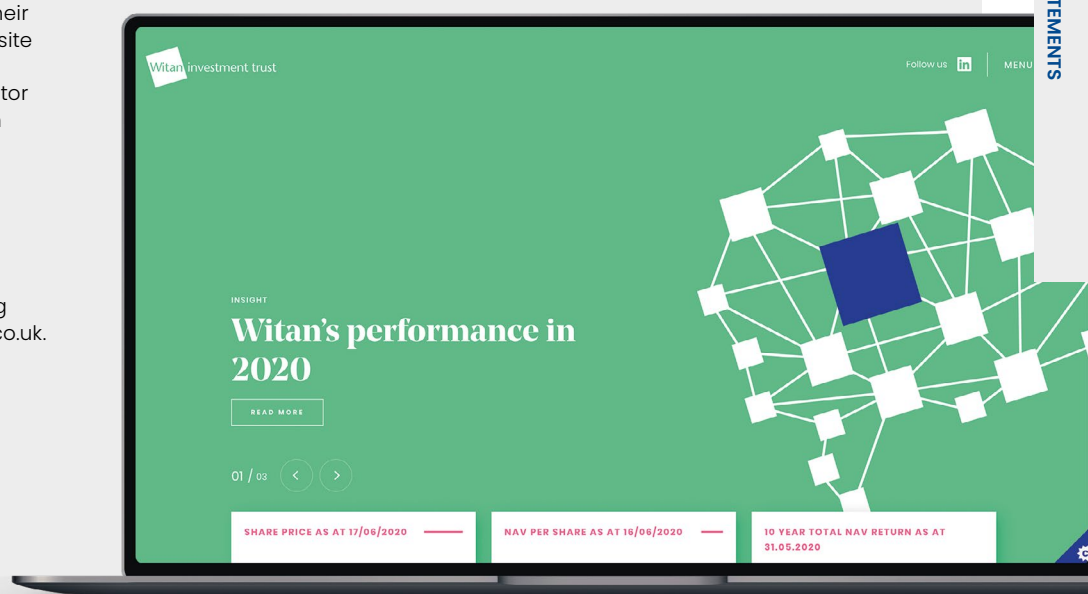 heir
site
tor
g
co.uk.
TEMENTS
Witan investment trust
Follow us in
MENU
INSIGHT
Witan’s performance in
2020
READ MORE
01 / 03
SHARE PRICE AS AT 17/06/2020
NAV PER SHARE AS AT 16/06/2020
10 YEAR TOTAL NAV RETURN AS AT
31.05.2020